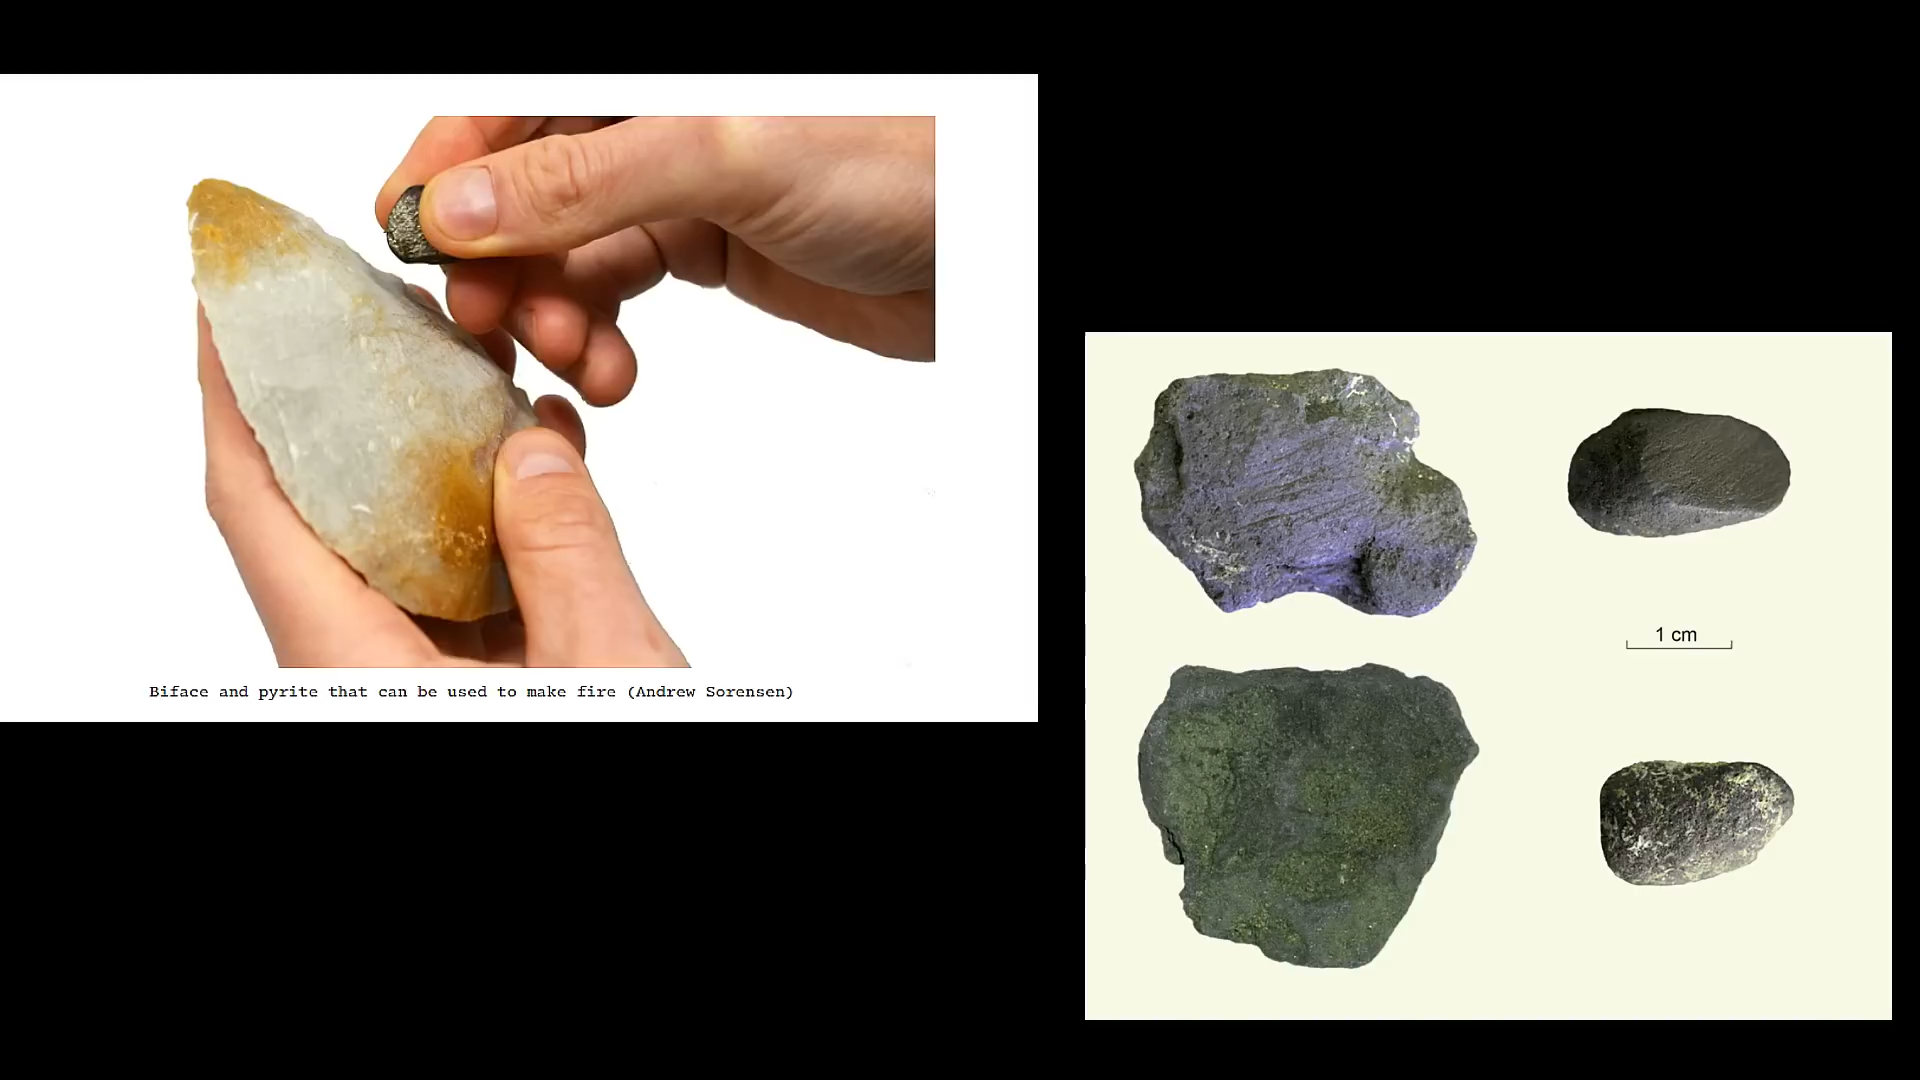 Biface and pyrite that can be used to make fire (Andrew Sorensen)
1 cm